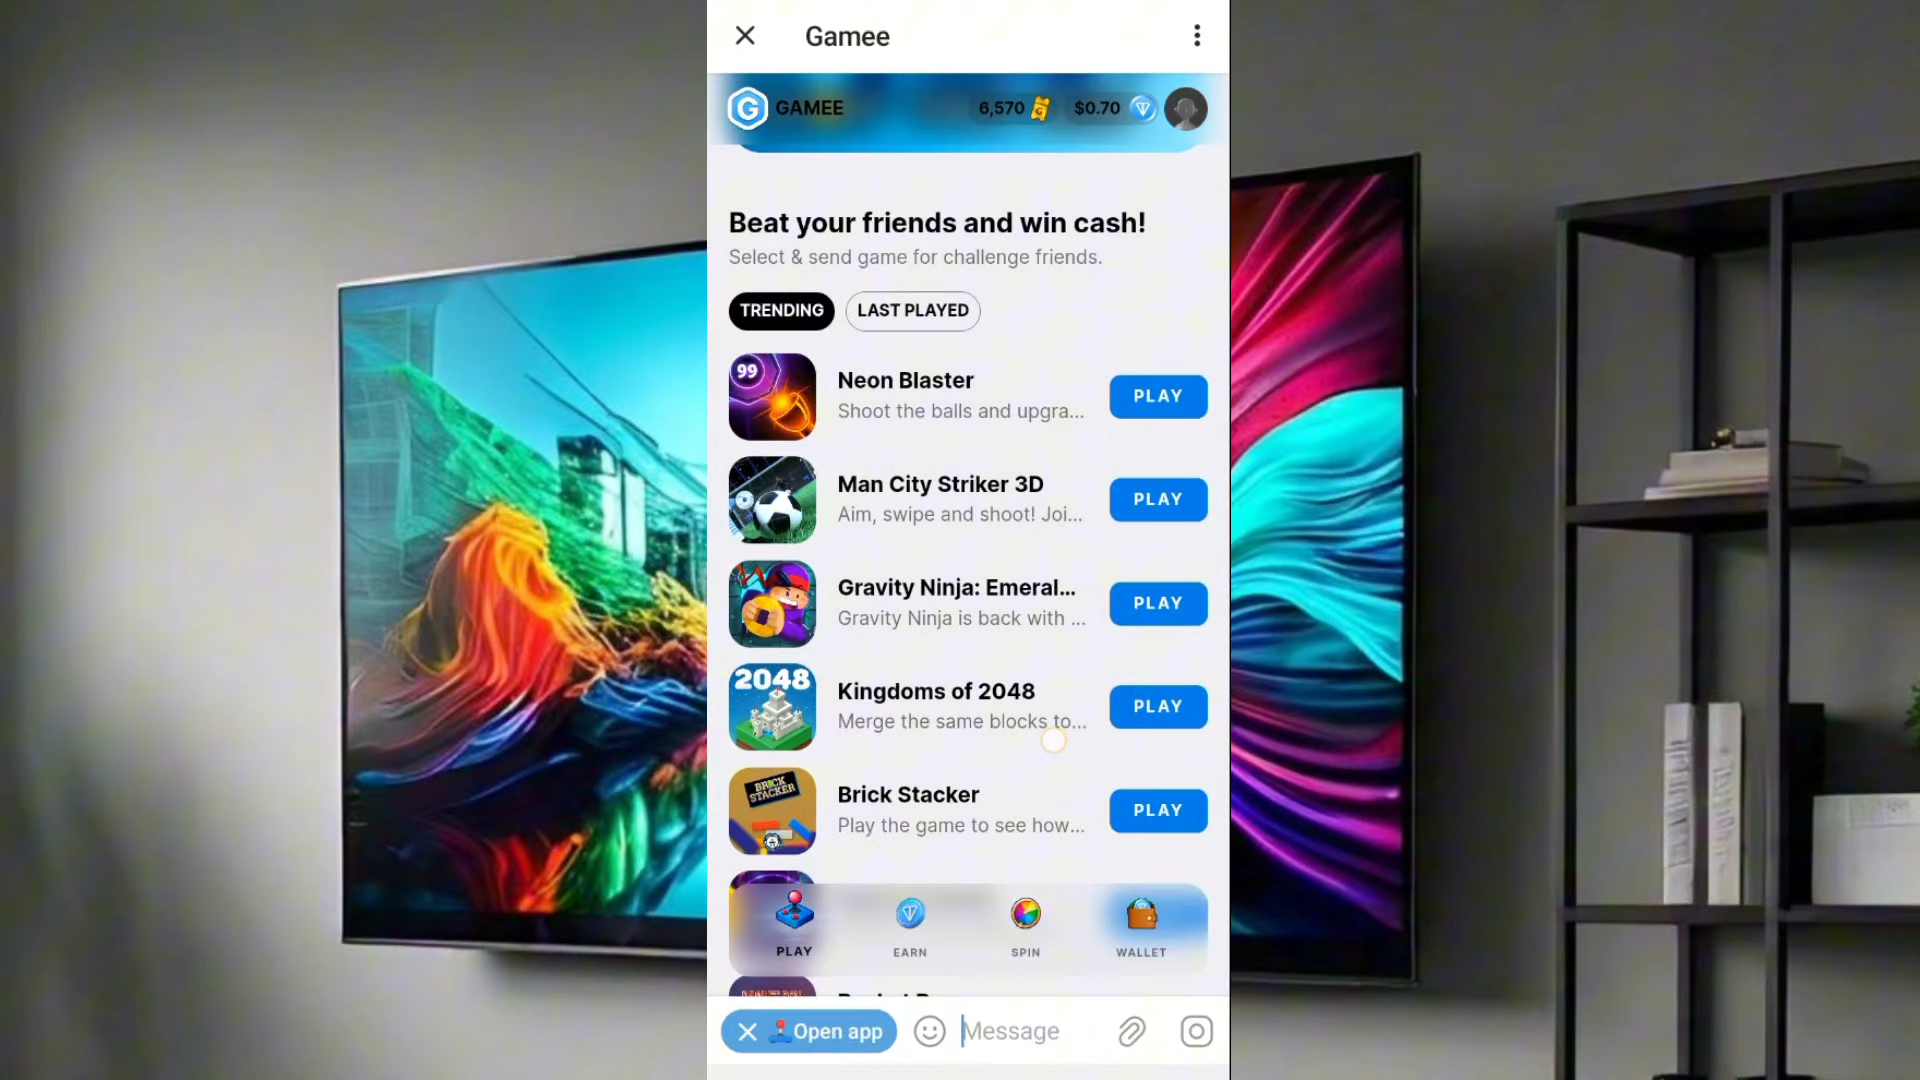 Gamee
GAMEE
6,570
$0.70
Beat your friends and win cash!
Select & send game for challenge friends.
TRENDING
LAST PLAYED
99
Neon Blaster
Shoot the balls and upgra...
PLAY
Man City Striker 3D
Aim, swipe and shoot! Joi...
PLAY
Gravity Ninja: Emeral...
Gravity Ninja is back with ...
PLAY
2048
Kingdoms of 2048
Merge the same blocks to...
PLAY
BRICK
STACKER
Brick Stacker
Play the game to see how...
PLAY
PLAY
EARN
SPIN
WALLET
Open app
Message